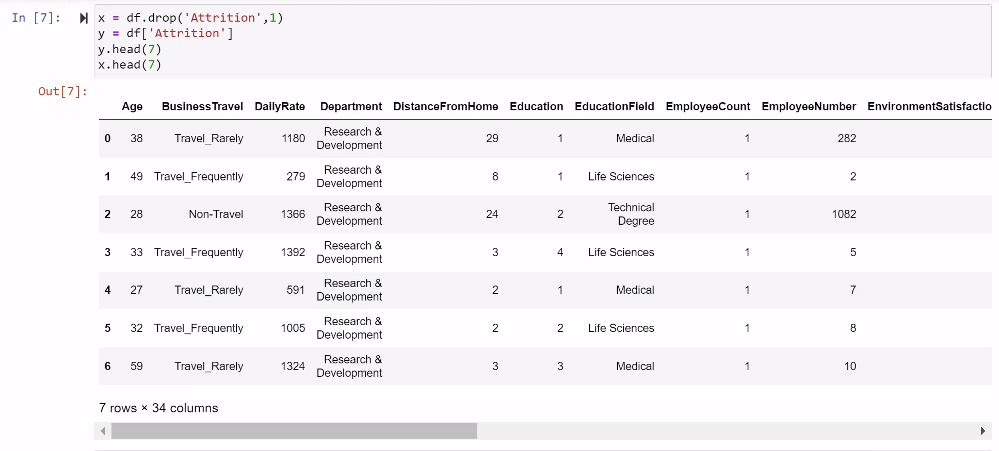 In [7]:
x = df.drop('Attrition',1)
y = df['Attrition']
y.head(7)
x.head(7)
Out[7]:
Age BusinessTravel DailyRate Department DistanceFromHome Education EducationField EmployeeCount EmployeeNumber EnvironmentSatisfactio
0 38 Travel_Rarely 1180 Research & Development 29 1 Medical 1 282
1 49 Travel_Frequently 279 Research & Development 8 1 Life Sciences 1 2
2 28 Non-Travel 1366 Research & Development 24 2 Technical Degree 1 1082
3 33 Travel_Frequently 1392 Research & Development 3 4 Life Sciences 1 5
4 27 Travel_Rarely 591 Research & Development 2 1 Medical 1 7
5 32 Travel_Frequently 1005 Research & Development 2 2 Life Sciences 1 8
6 59 Travel_Rarely 1324 Research & Development 3 3 Medical 1 10
7 rows × 34 columns